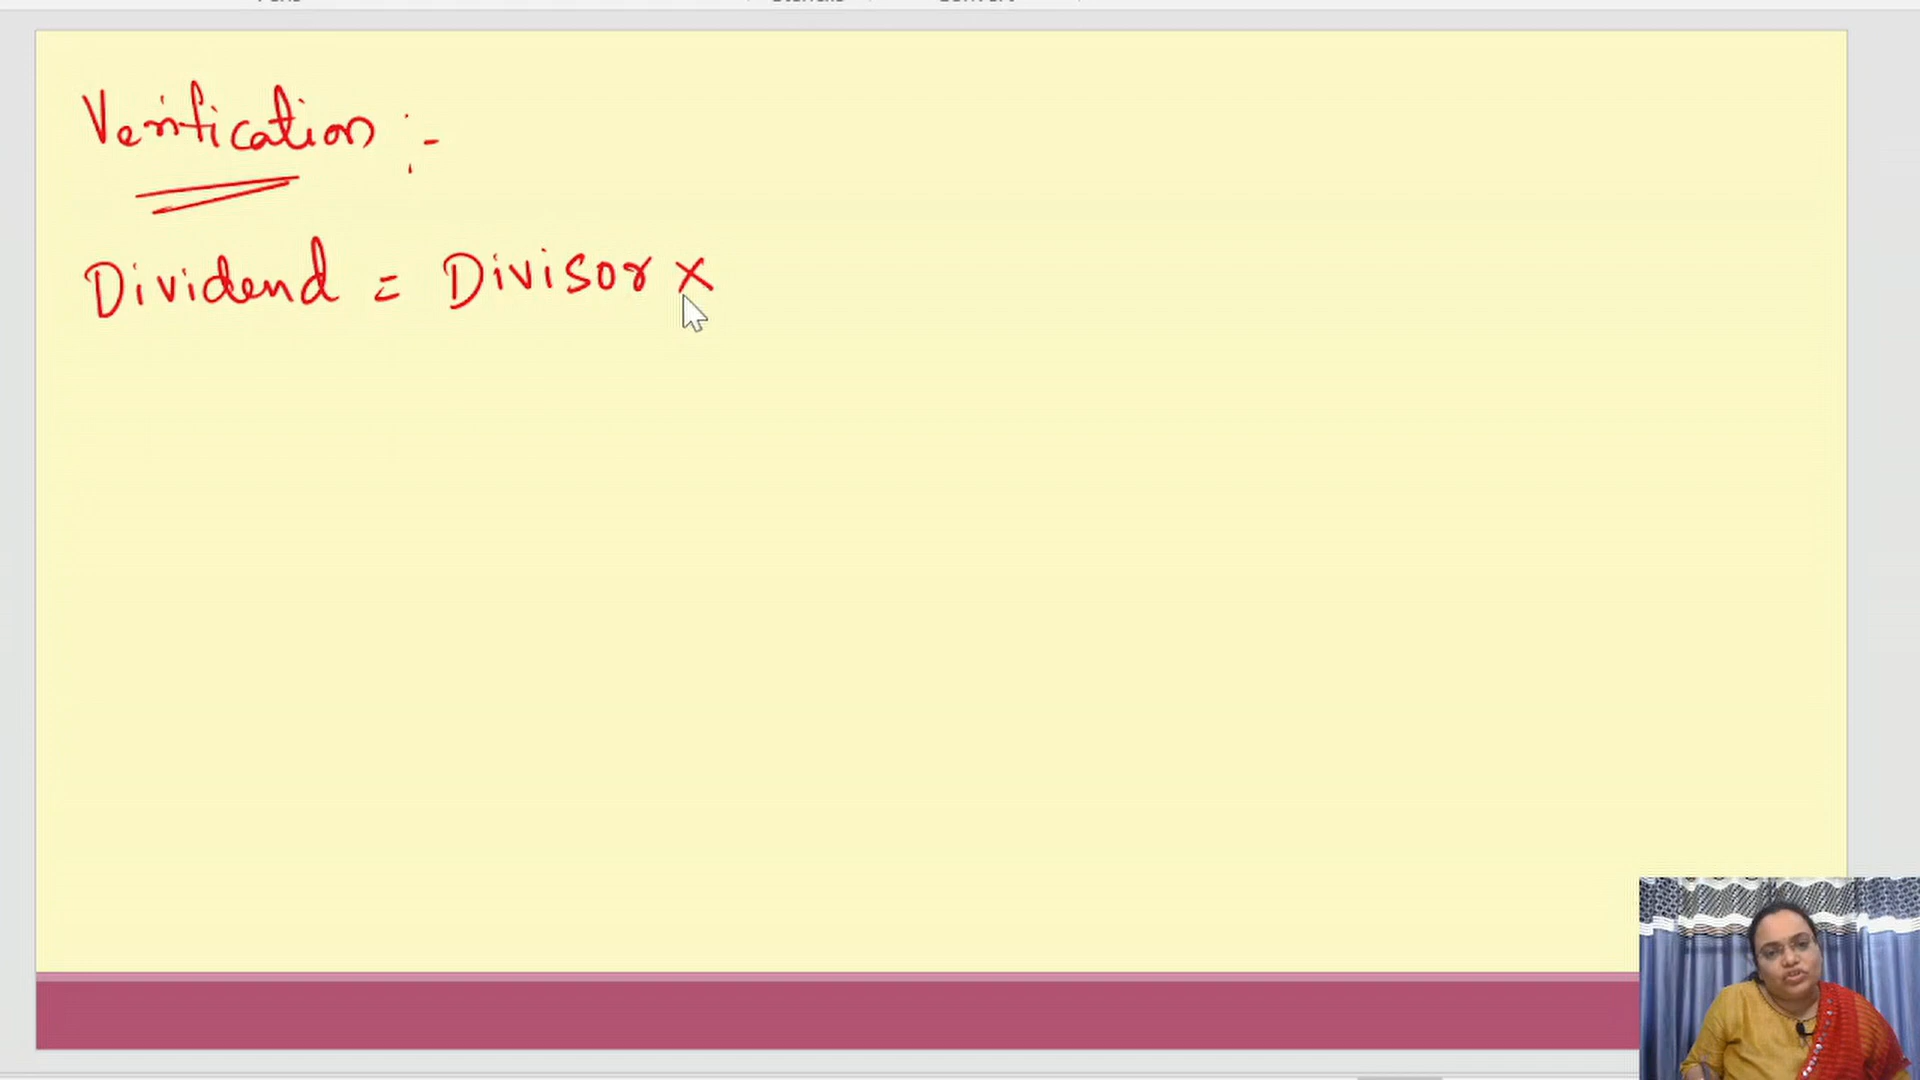 Verification :-
Dividend = Divisor ×